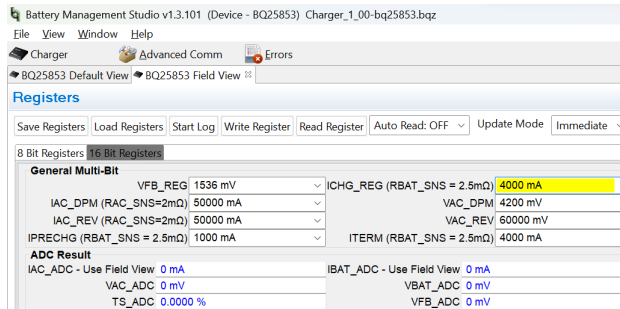 Battery Management Studio v1.3.101 (Device - BQ25853) Charger_1_00-bq25853.bqz
File View Window Help
Charger Advanced Comm Errors
BQ25853 Default View BQ25853 Field View
Registers
Save Registers Load Registers Start Log Write Register Read Register Auto Read: OFF Update Mode Immediate
8 Bit Registers 16 Bit Registers
General Multi-Bit
VFB_REG 1536 mV ICHG_REG (RBAT_SNS = 2.5mΩ) 4000 mA
IAC_DPM (RAC_SNS=2mΩ) 50000 mA VAC_DPM 4200 mV
IAC_REV (RAC_SNS=2mΩ) 50000 mA VAC_REV 60000 mV
IPRECHG (RBAT_SNS = 2.5mΩ) 1000 mA ITERM (RBAT_SNS = 2.5mΩ) 4000 mA
ADC Result
IAC_ADC - Use Field View 0 mA IBAT_ADC - Use Field View 0 mA
VAC_ADC 0 mV VBAT_ADC 0 mV
TS_ADC 0.0000 % VFB_ADC 0 mV